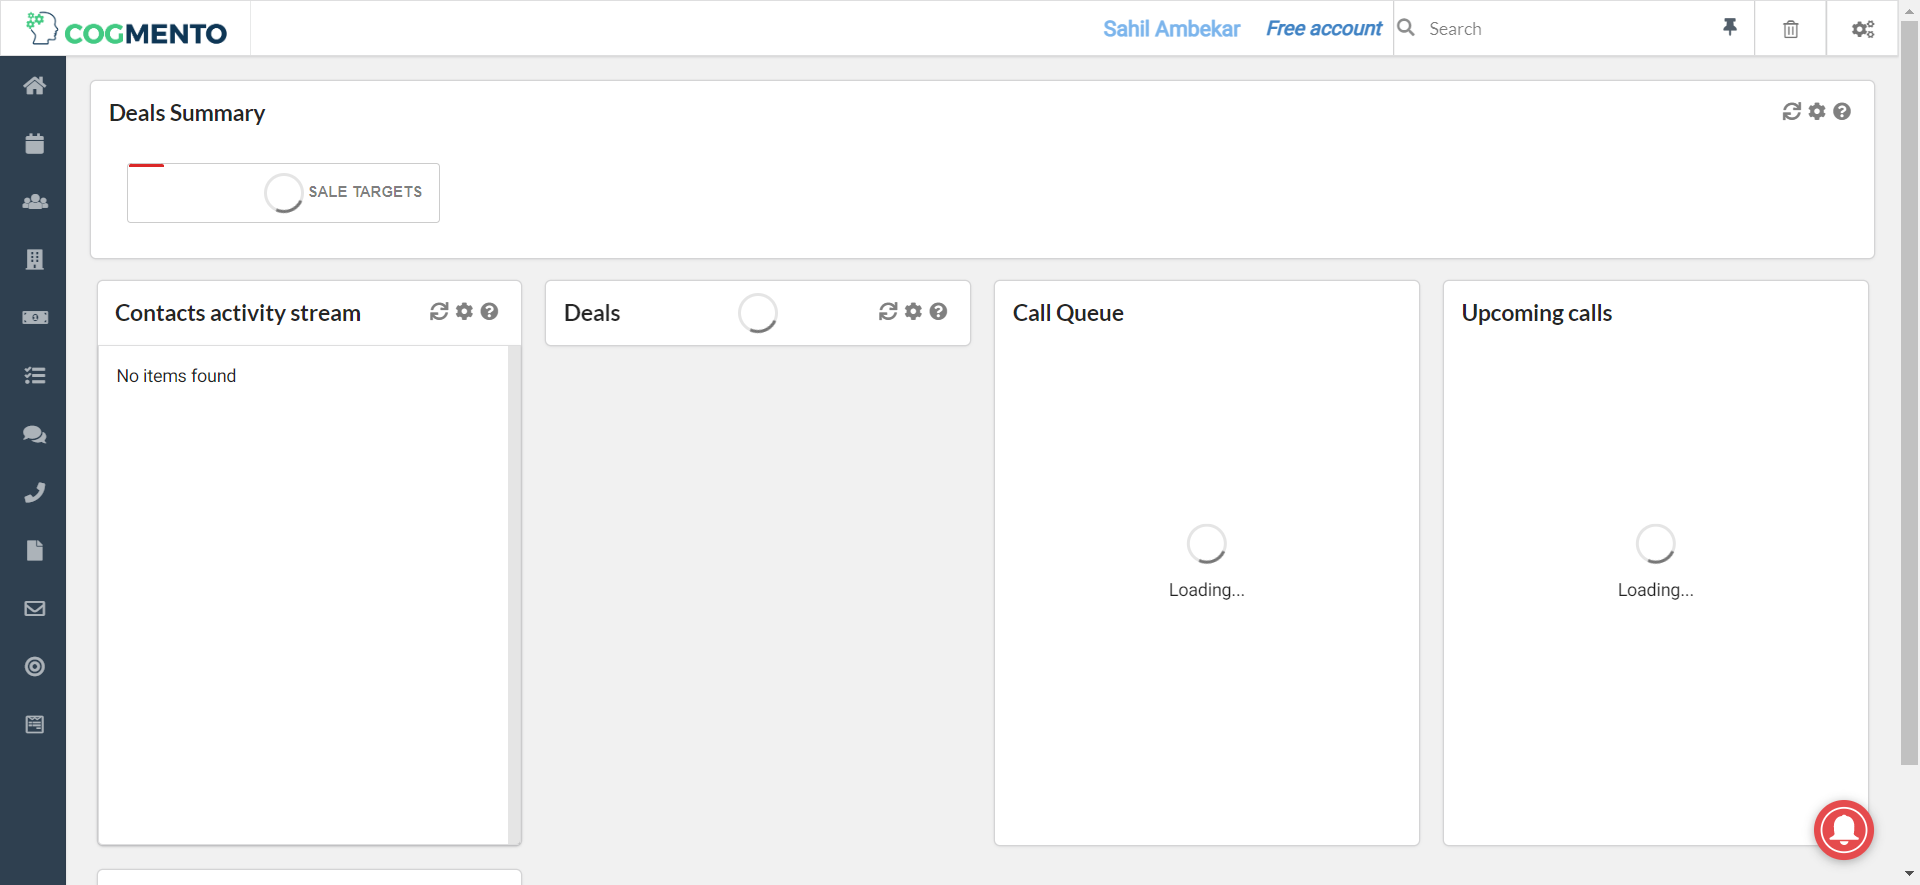 COGMENTO
Sahil Ambekar
Free account
Search
Deals Summary
SALE TARGETS
Contacts activity stream
No items found
Deals
Call Queue
Loading...
Upcoming calls
Loading...